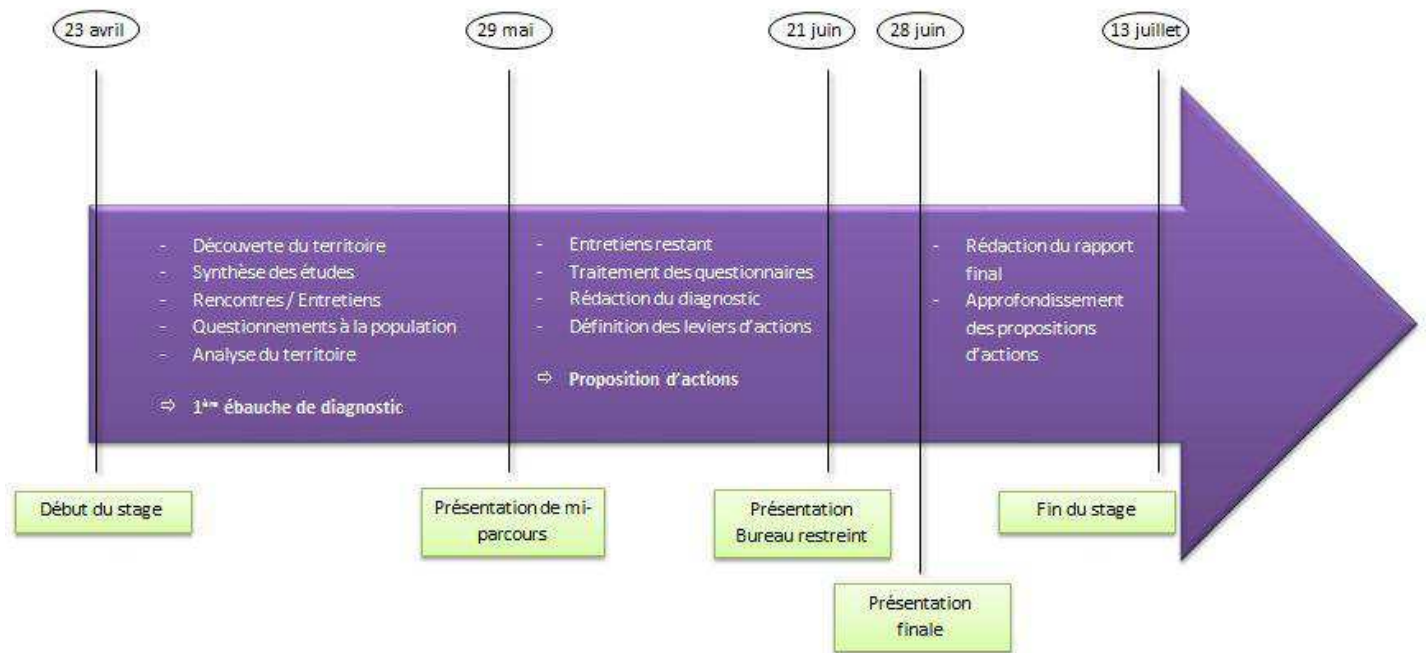 23 avril
29 mai
21 juin
28 juin
13 juillet
- Découverte du territoire
- Synthèse des études
- Rencontres / Entretiens
- Questionnements à la population
- Analyse du territoire
⇨ 1ère ébauche de diagnostic
- Entretiens restant
- Traitement des questionnaires
- Rédaction du diagnostic
- Définition des leviers d'actions
⇨ Proposition d'actions
- Rédaction du rapport
final
- Approfondissement
des propositions
d'actions
Début du stage
Présentation de mi-
parcours
Présentation
Bureau restreint
Présentation
finale
Fin du stage